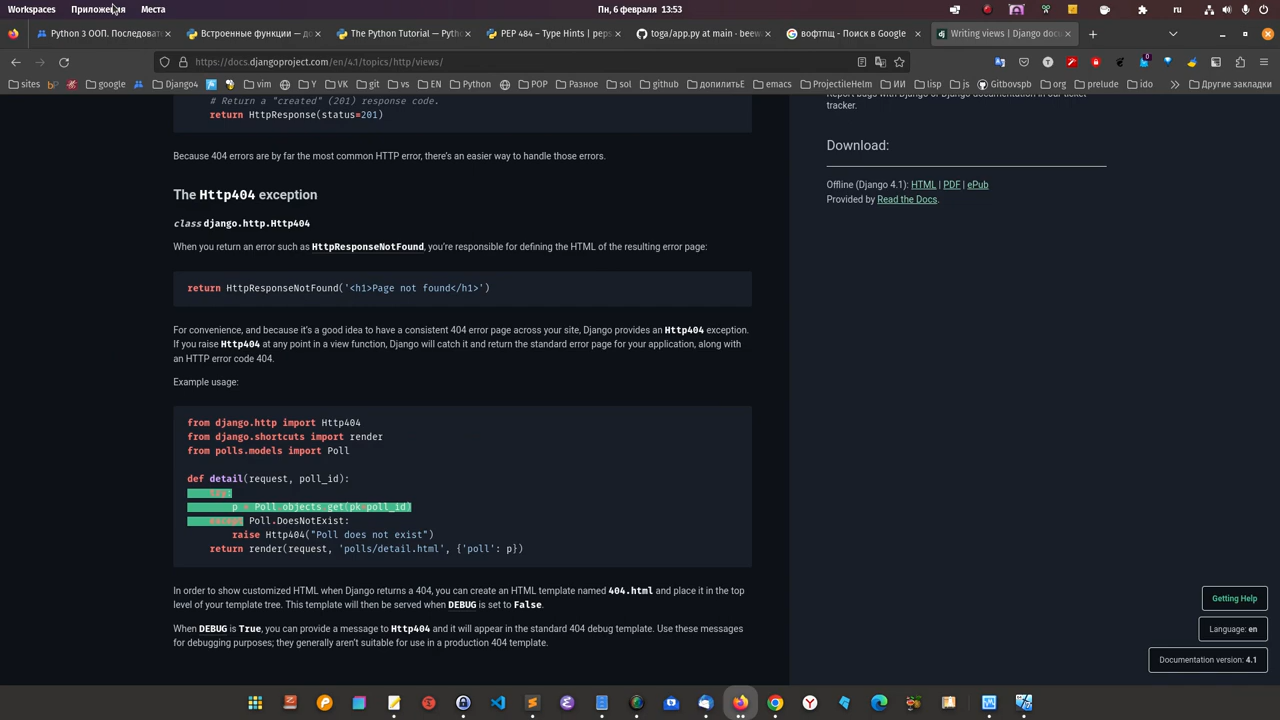 Workspaces Приложения Места Пн, 6 февраля 13:53 ru
Python 3 ООП. Последоват Встроенные функции — до The Python Tutorial — Pytho PEP 484 – Type Hints | peps toga/app.py at main · beew вофтпщ - Поиск в Google Writing views | Django docu
https://docs.djangoproject.com/en/4.1/topics/http/views/
sites google Django4 vim Y VK git vs EN Python POP Разное sol github допилитьЕ emacs ProjectileHelm ИИ lisp js Gitbovspb org prelude ido Другие закладки
# Return a "created" (201) response code.
return HttpResponse(status=201)
Because 404 errors are by far the most common HTTP error, there's an easier way to handle those errors.
The Http404 exception
class django.http.Http404
When you return an error such as HttpResponseNotFound, you're responsible for defining the HTML of the resulting error page:
return HttpResponseNotFound('<h1>Page not found</h1>')
For convenience, and because it's a good idea to have a consistent 404 error page across your site, Django provides an Http404 exception.
If you raise Http404 at any point in a view function, Django will catch it and return the standard error page for your application, along with
an HTTP error code 404.
Example usage:
from django.http import Http404
from django.shortcuts import render
from polls.models import Poll
def detail(request, poll_id):
try:
p = Poll.objects.get(pk=poll_id)
except Poll.DoesNotExist:
raise Http404("Poll does not exist")
return render(request, 'polls/detail.html', {'poll': p})
In order to show customized HTML when Django returns a 404, you can create an HTML template named 404.html and place it in the top
level of your template tree. This template will then be served when DEBUG is set to False.
When DEBUG is True, you can provide a message to Http404 and it will appear in the standard 404 debug template. Use these messages
for debugging purposes; they generally aren't suitable for use in a production 404 template.
tracker.
Download:
Offline (Django 4.1): HTML | PDF | ePub
Provided by Read the Docs.
Getting Help
Language: en
Documentation version: 4.1